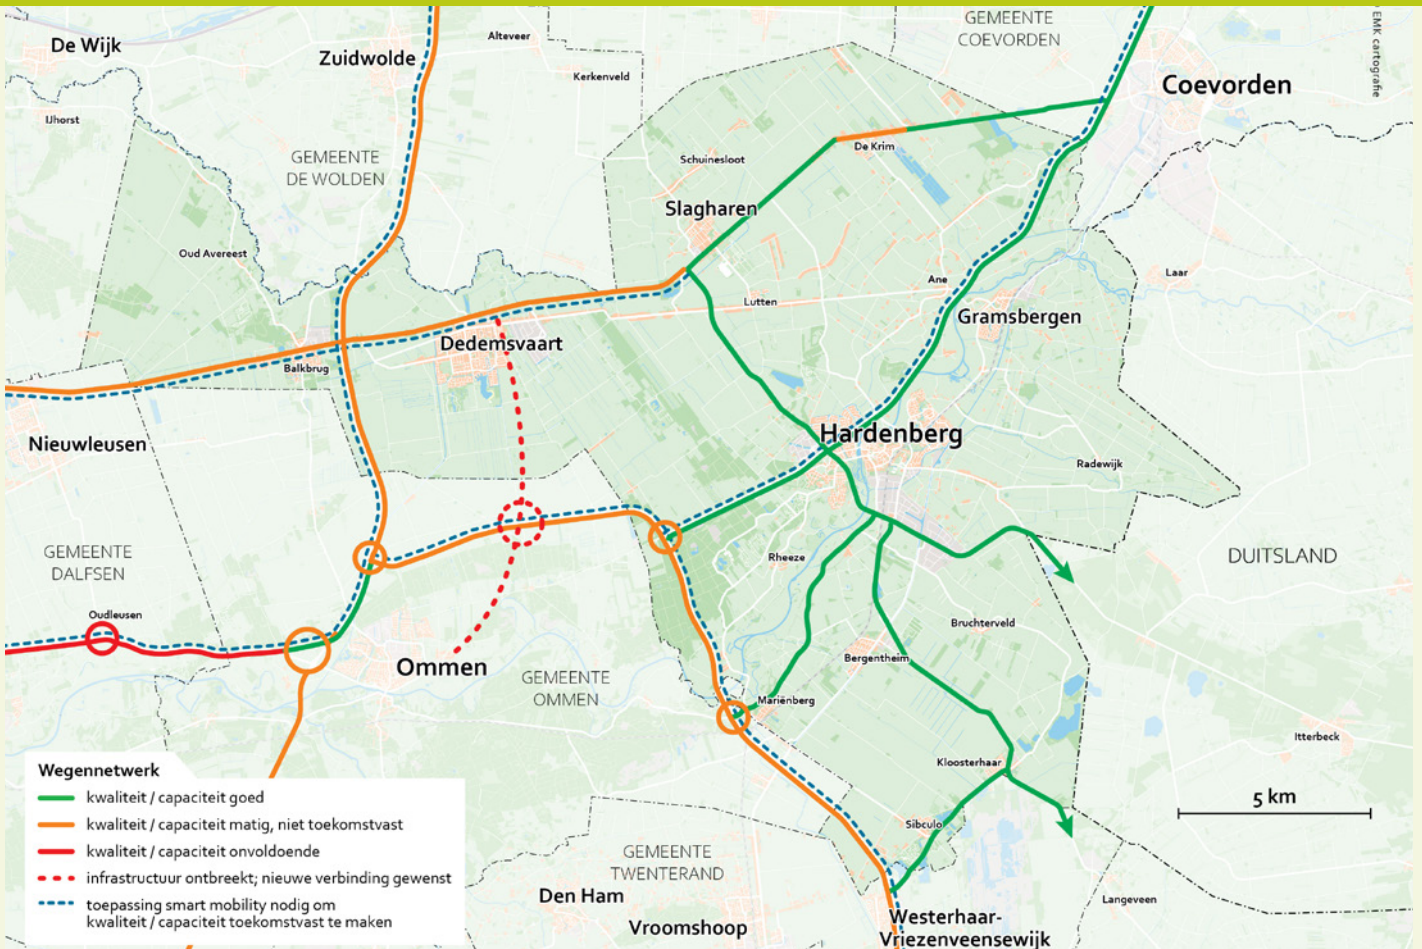 De Wijk
Zuidwolde
Alteveer
GEMEENTE
COEVORDEN
EMK cartografie
Kerkenveld
Coevorden
IJhorst
GEMEENTE
DE WOLDEN
Schuinesloot
De Krim
Slagharen
Oud Avereest
Ane
Laar
Lutten
Gramsbergen
Dedemsvaart
Balkbrug
Nieuwleusen
Hardenberg
Radewijk
GEMEENTE
DALFSEN
Rheeze
DUITSLAND
Oudleusen
Bruchterveld
Ommen
GEMEENTE
OMMEN
Bergentheim
Mariënberg
Itterbeck
Kloosterhaar
5 km
Sibculo
GEMEENTE
TWENTERAND
Den Ham
Vroomshoop
Westerhaar-
Vriezenveensewijk
Langeveen
Wegennetwerk
kwaliteit / capaciteit goed
kwaliteit / capaciteit matig, niet toekomstvast
kwaliteit / capaciteit onvoldoende
infrastructuur ontbreekt; nieuwe verbinding gewenst
toepassing smart mobility nodig om
kwaliteit / capaciteit toekomstvast te maken